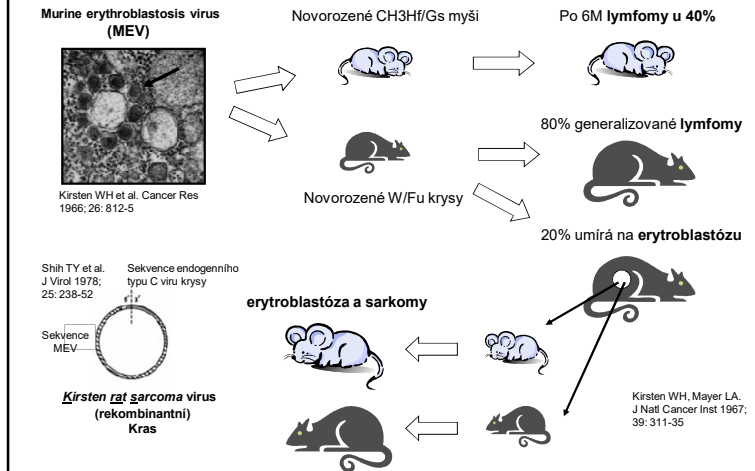 Murine erythroblastosis virus
(MEV)
Novorozené CH3Hf/Gs myši
Po 6M lymfomy u 40%
80% generalizované lymfomy
Kirsten WH et al. Cancer Res
1966; 26: 812-5
Novorozené W/Fu krysy
20% umírá na erytroblastózu
Shih TY et al.
J Virol 1978;
25: 238-52
Sekvence endogenního
typu C viru krysy
erytroblastóza a sarkomy
Sekvence
MEV
Kirsten rat sarcoma virus
(rekombinantní)
Kras
Kirsten WH, Mayer LA.
J Natl Cancer Inst 1967;
39: 311-35